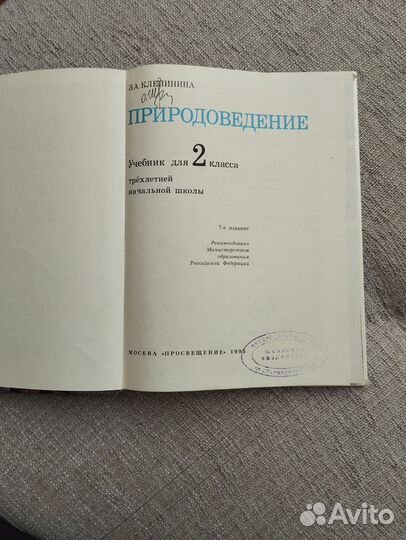 З.А.КЛЕПИНИНА
ПРИРОДОВЕДЕНИЕ
Учебник для 2 класса
трёхлетней
начальной школы
7-е издание
Рекомендовано
Министерством
образования
Российской Федерации
МОСКВА «ПРОСВЕЩЕНИЕ» 1995
Avito